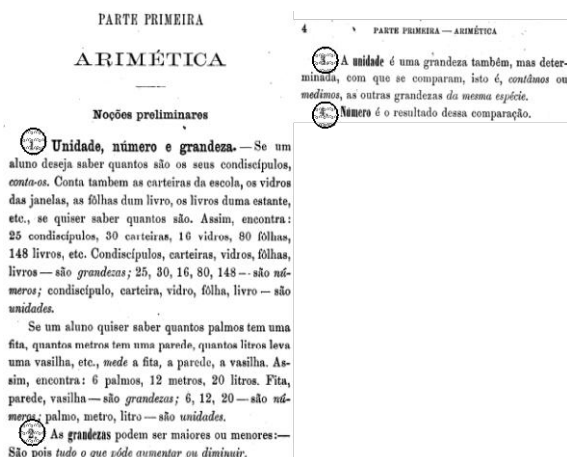 PARTE PRIMEIRA
ARIMÉTICA
Noções preliminares
1. Unidade, número e grandeza. — Se um
aluno deseja saber quantos são os seus condiscípulos,
conta-os. Conta tambem as carteiras da escola, os vidros
das janelas, as fôlhas dum livro, os livros duma estante,
etc., se quiser saber quantos são. Assim, encontra:
25 condiscípulos, 30 carteiras, 16 vidros, 80 fôlhas,
148 livros, etc. Condiscípulos, carteiras, vidros, fôlhas,
livros — são grandezas; 25, 30, 16, 80, 148 — são nú-
meros; condiscípulo, carteira, vidro, fôlha, livro — são
unidades.
Se um aluno quiser saber quantos palmos tem uma
fita, quantos metros tem uma parede, quantos litros leva
uma vasilha, etc., mede a fita, a parede, a vasilha. As-
sim, encontra: 6 palmos, 12 metros, 20 litros. Fita,
parede, vasilha — são grandezas; 6, 12, 20 — são nú-
meros; palmo, metro, litro — são unidades.
2. As grandezas podem ser maiores ou menores: —
São pois tudo o que póde aumentar ou diminuir.
4 PARTE PRIMEIRA — ARIMÉTICA
3. A unidade é uma grandeza também, mas deter-
minada, com que se comparam, isto é, contâmos ou
medimos, as outras grandezas da mesma espécie.
4. Número é o resultado dessa comparação.